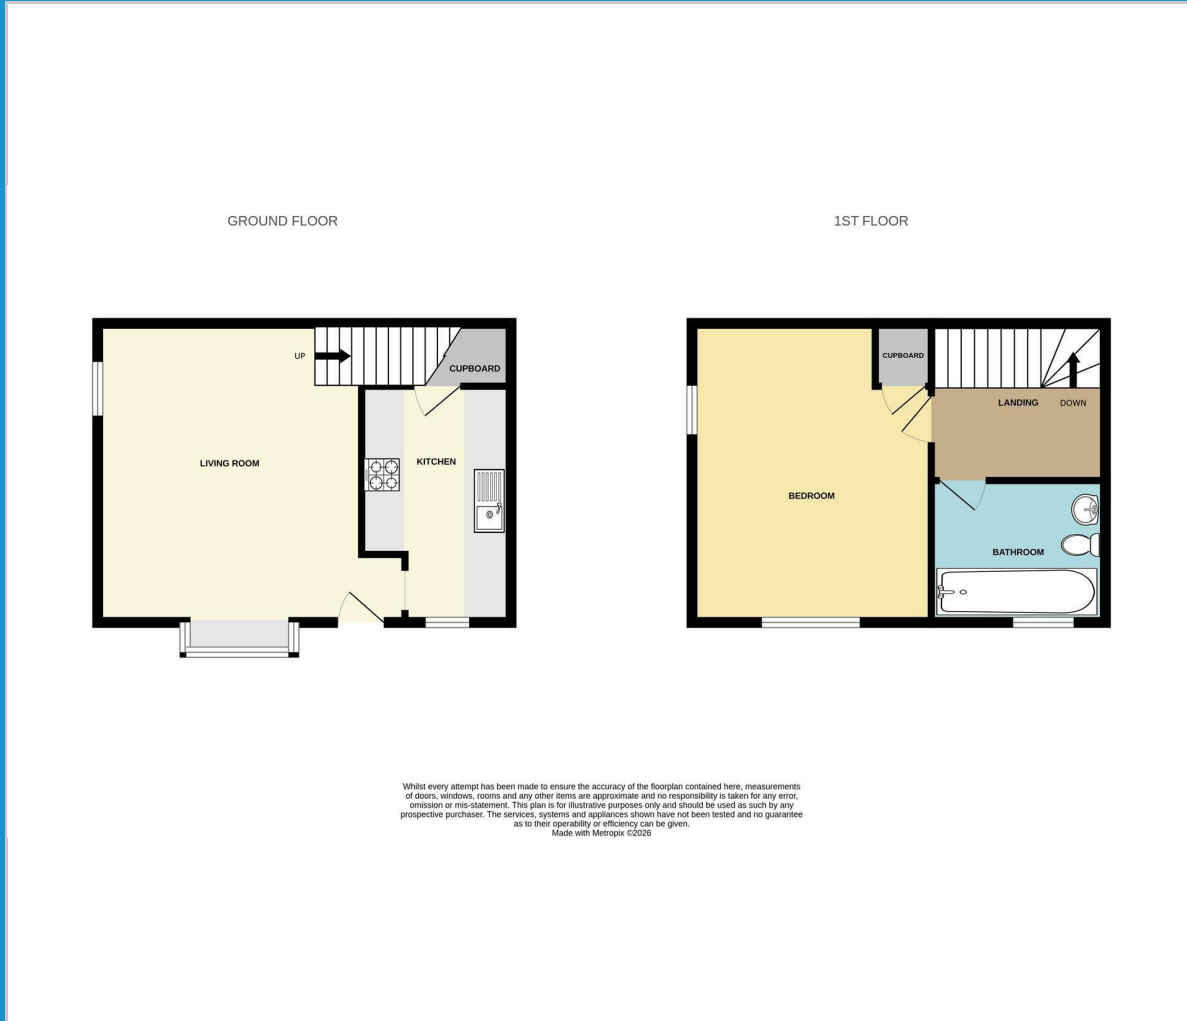 GROUND FLOOR
1ST FLOOR
UP
CUPBOARD
LIVING ROOM
KITCHEN
CUPBOARD
LANDING
DOWN
BEDROOM
BATHROOM
Whilst every attempt has been made to ensure the accuracy of the floorplan contained here, measurements
of doors, windows, rooms and any other items are approximate and no responsibility is taken for any error,
omission or mis-statement. This plan is for illustrative purposes only and should be used as such by any
prospective purchaser. The services, systems and appliances shown have not been tested and no guarantee
as to their operability or efficiency can be given.
Made with Metropix ©2026